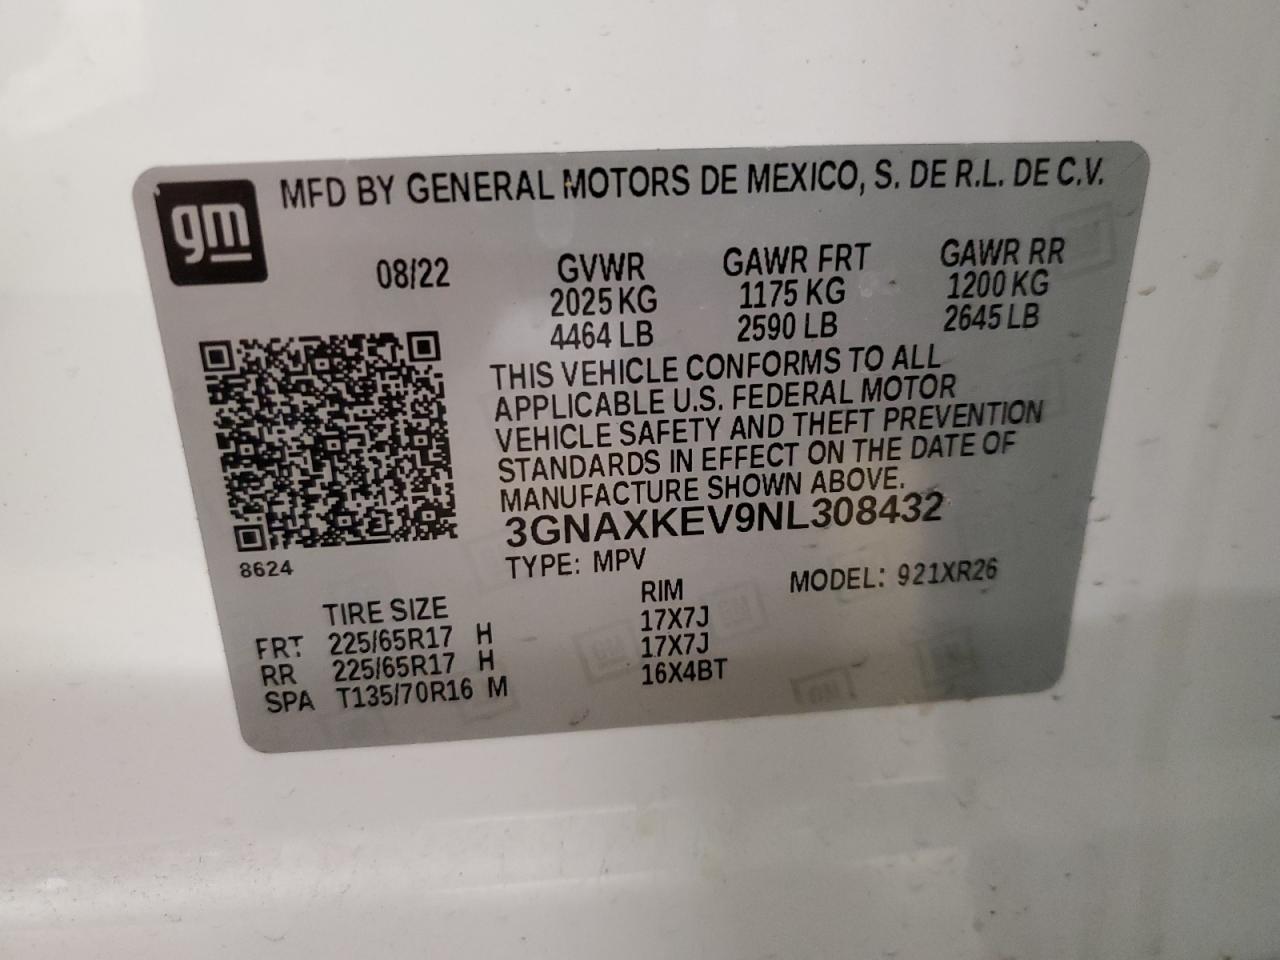 gm
MFD BY GENERAL MOTORS DE MEXICO, S. DE R.L. DE C.V.
08/22 GVWR GAWR FRT GAWR RR
2025 KG 1175 KG 1200 KG
4464 LB 2590 LB 2645 LB
THIS VEHICLE CONFORMS TO ALL
APPLICABLE U.S. FEDERAL MOTOR
VEHICLE SAFETY AND THEFT PREVENTION
STANDARDS IN EFFECT ON THE DATE OF
MANUFACTURE SHOWN ABOVE.
3GNAXKEV9NL308432
8624
TYPE: MPV MODEL: 921XR26
TIRE SIZE RIM
FRT 225/65R17 H 17X7J
RR 225/65R17 H 17X7J
SPA T135/70R16 M 16X4BT